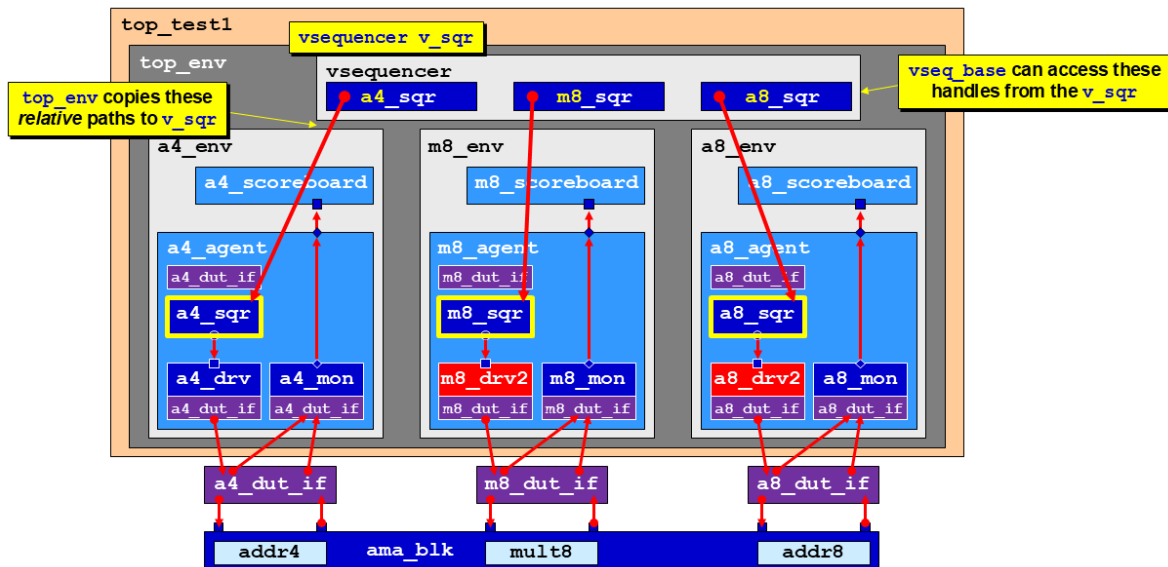 top_test1
vsequencer v_sqr
top_env
vsequencer
a4_sqr
m8_sqr
a8_sqr
top_env copies these
relative paths to v_sqr
vseq_base can access these
handles from the v_sqr
a4_env
a4_scoreboard
a4_agent
a4_dut_if
a4_sqr
a4_drv
a4_mon
a4_dut_if
a4_dut_if
m8_env
m8_scoreboard
m8_agent
m8_dut_if
m8_sqr
m8_drv2
m8_mon
m8_dut_if
m8_dut_if
a8_env
a8_scoreboard
a8_agent
a8_dut_if
a8_sqr
a8_drv2
a8_mon
a8_dut_if
a8_dut_if
a4_dut_if
m8_dut_if
a8_dut_if
addr4
ama_blk
mult8
addr8